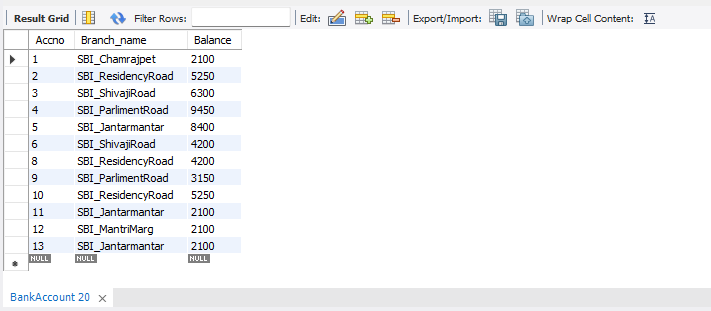 Result Grid Filter Rows: Edit: Export/Import: Wrap Cell Content: IA
Accno Branch_name Balance
1 SBI_Chamrajpet 2100
2 SBI_ResidencyRoad 5250
3 SBI_ShivajiRoad 6300
4 SBI_ParlimentRoad 9450
5 SBI_Jantarmantar 8400
6 SBI_ShivajiRoad 4200
8 SBI_ResidencyRoad 4200
9 SBI_ParlimentRoad 3150
10 SBI_ResidencyRoad 5250
11 SBI_Jantarmantar 2100
12 SBI_MantriMarg 2100
13 SBI_Jantarmantar 2100
NULL NULL NULL
BankAccount 20